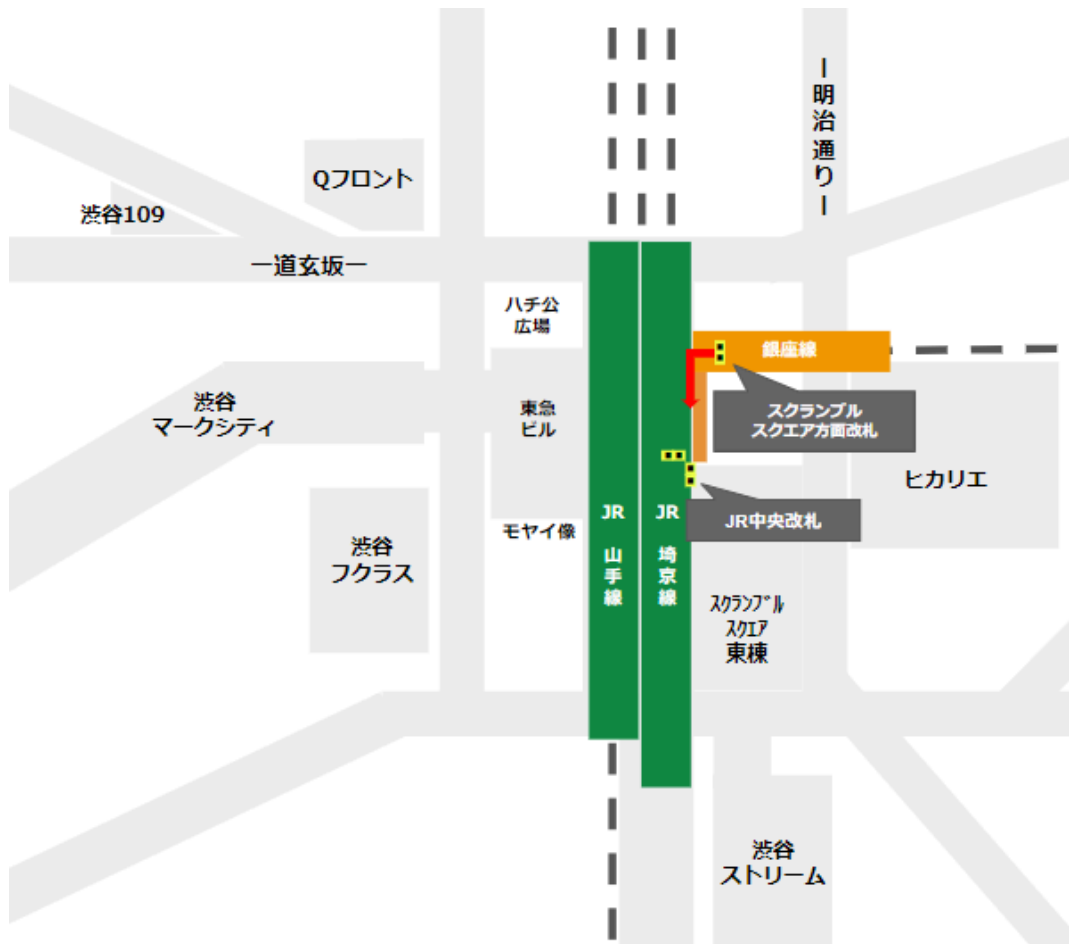 ー明治通りー
Qフロント
渋谷109
ー道玄坂ー
ハチ公
広場
銀座線
渋谷
マークシティ
東急
ビル
スクランブル
スクエア方面改札
ヒカリエ
JR中央改札
JR 山手線
JR 埼京線
モヤイ像
渋谷
フクラス
ｽｸﾗﾝﾌﾞﾙ
ｽｸｴｱ
東棟
渋谷
ストリーム